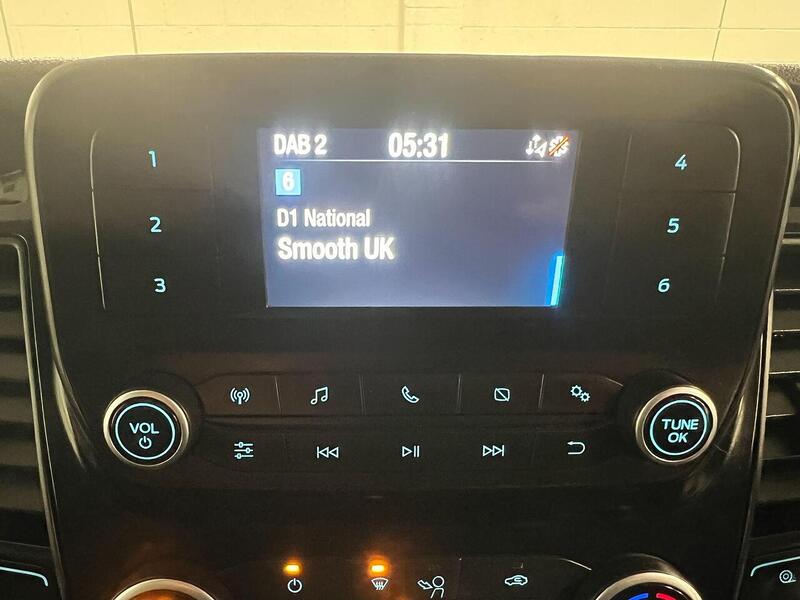 DAB 2 05:31
6
D1 National
Smooth UK
1
2
3
4
5
6
VOL
TUNE
OK